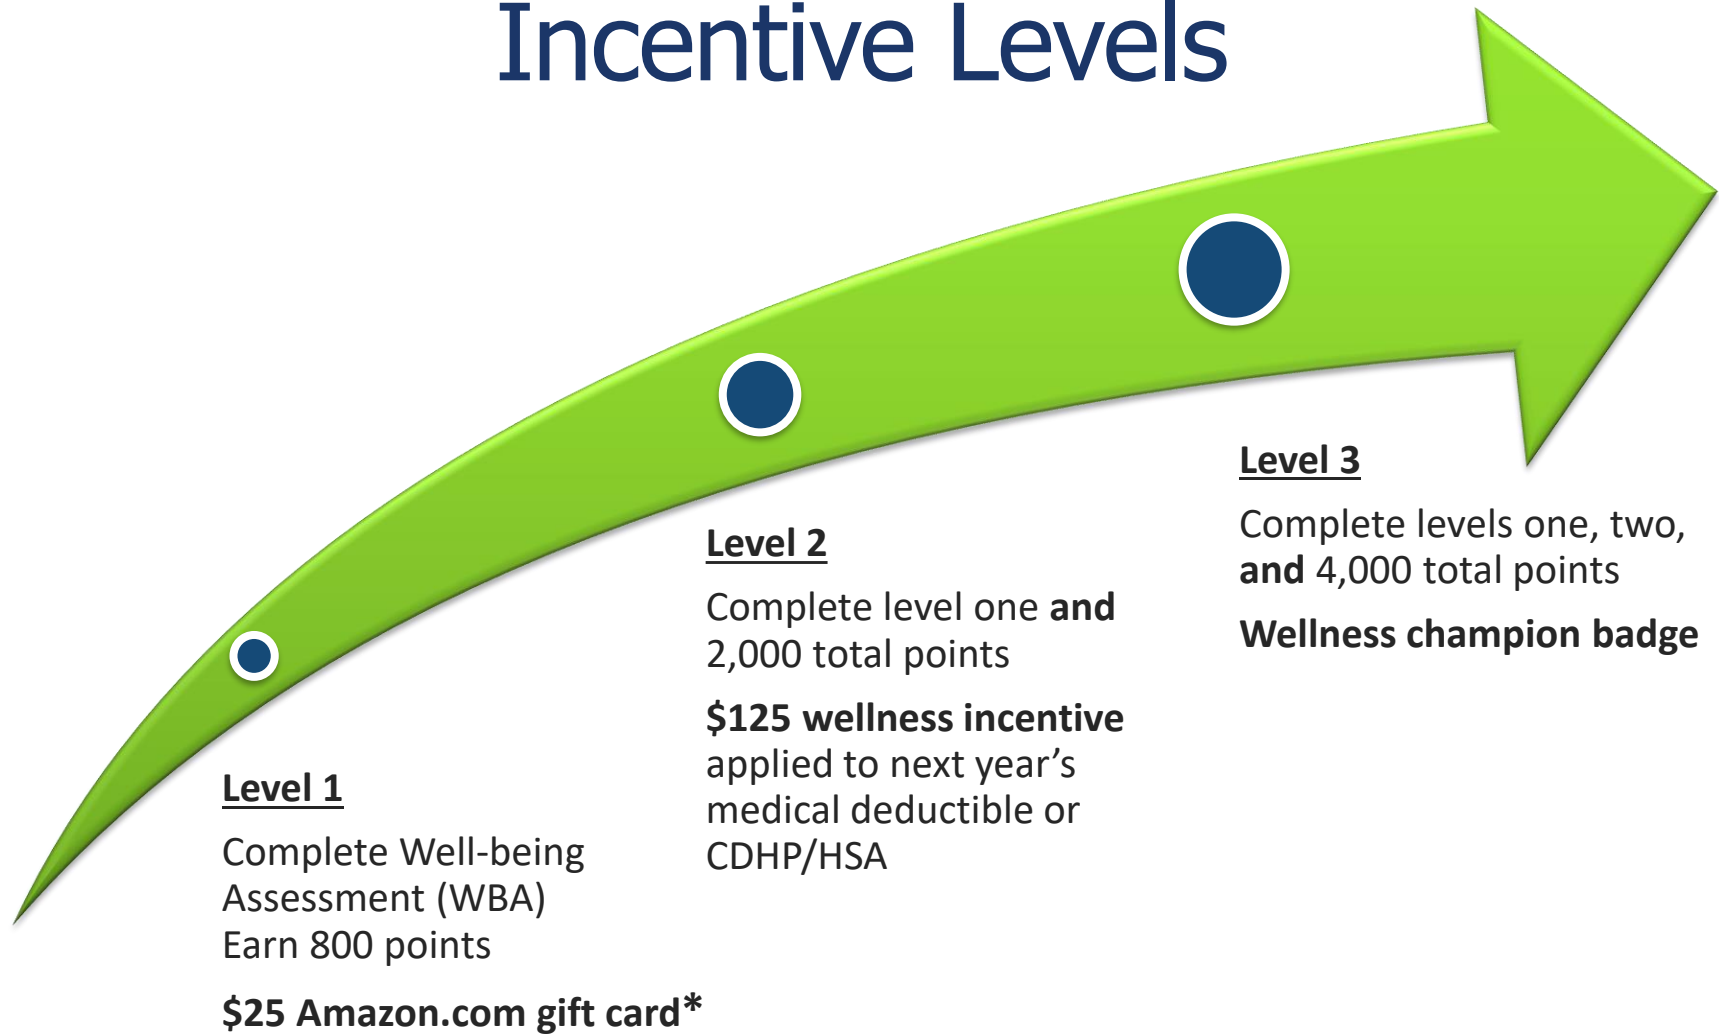 Incentive Levels
Level 1
Complete Well-being
Assessment (WBA)
Earn 800 points
$25 Amazon.com gift card*
Level 2
Complete level one and
2,000 total points
$125 wellness incentive
applied to next year’s
medical deductible or
CDHP/HSA
Level 3
Complete levels one, two,
and 4,000 total points
Wellness champion badge